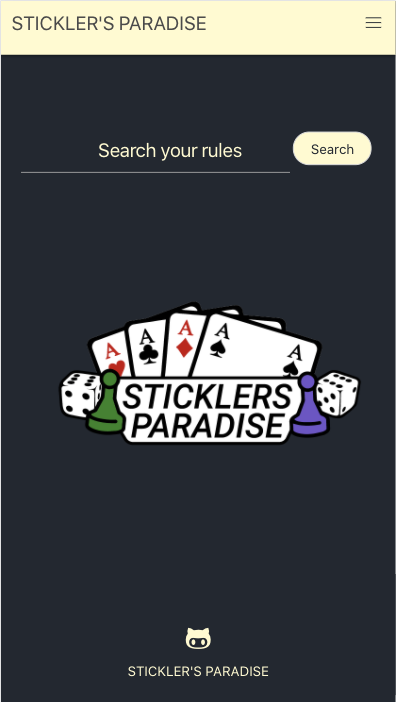 STICKLER'S PARADISE
Search your rules
Search
A
A
A
A
A
STICKLERS
PARADISE
STICKLER'S PARADISE